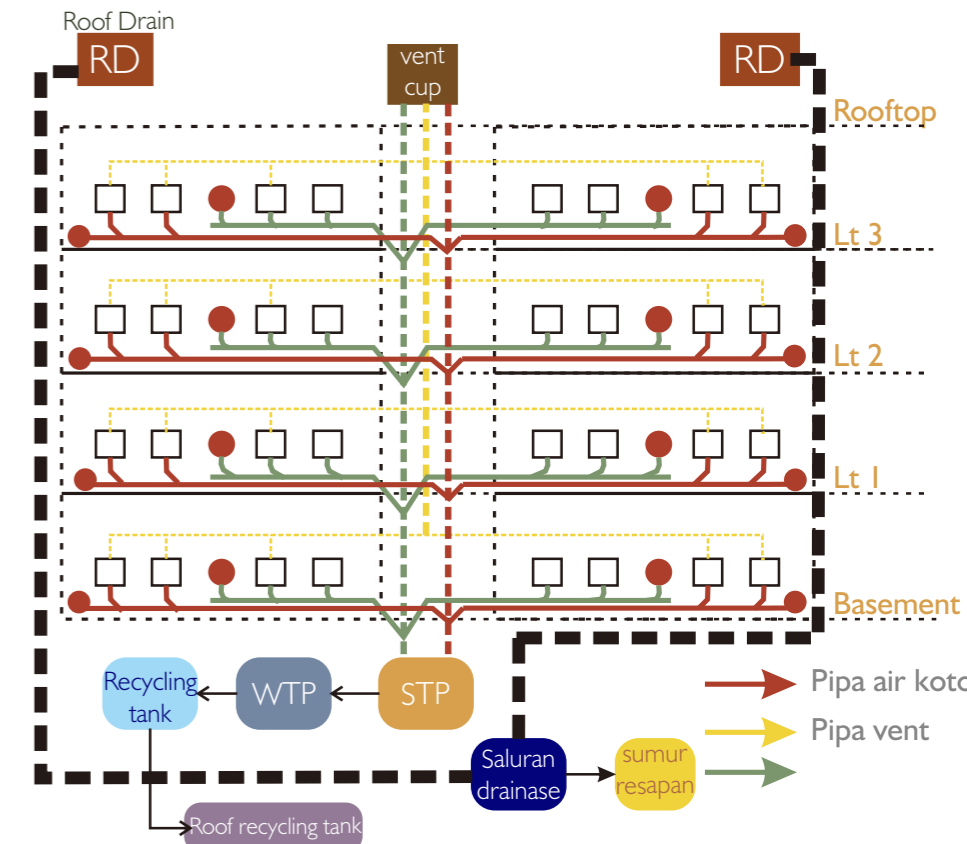 Roof Drain
RD
vent
cup
RD
Rooftop
Lt 3
Lt 2
Lt 1
Basement
Recycling
tank
WTP
STP
Pipa air koto
Pipa vent
Saluran
drainase
sumur
resapan
Roof recycling tank